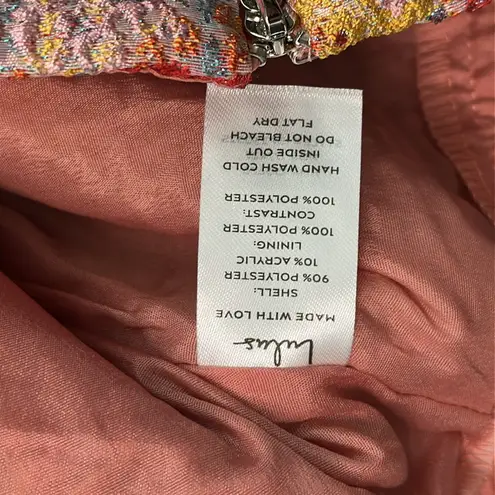 Lulus
MADE WITH LOVE
SHELL:
90% POLYESTER
10% ACRYLIC
LINING:
100% POLYESTER
CONTRAST:
100% POLYESTER
HAND WASH COLD
INSIDE OUT
DO NOT BLEACH
FLAT DRY